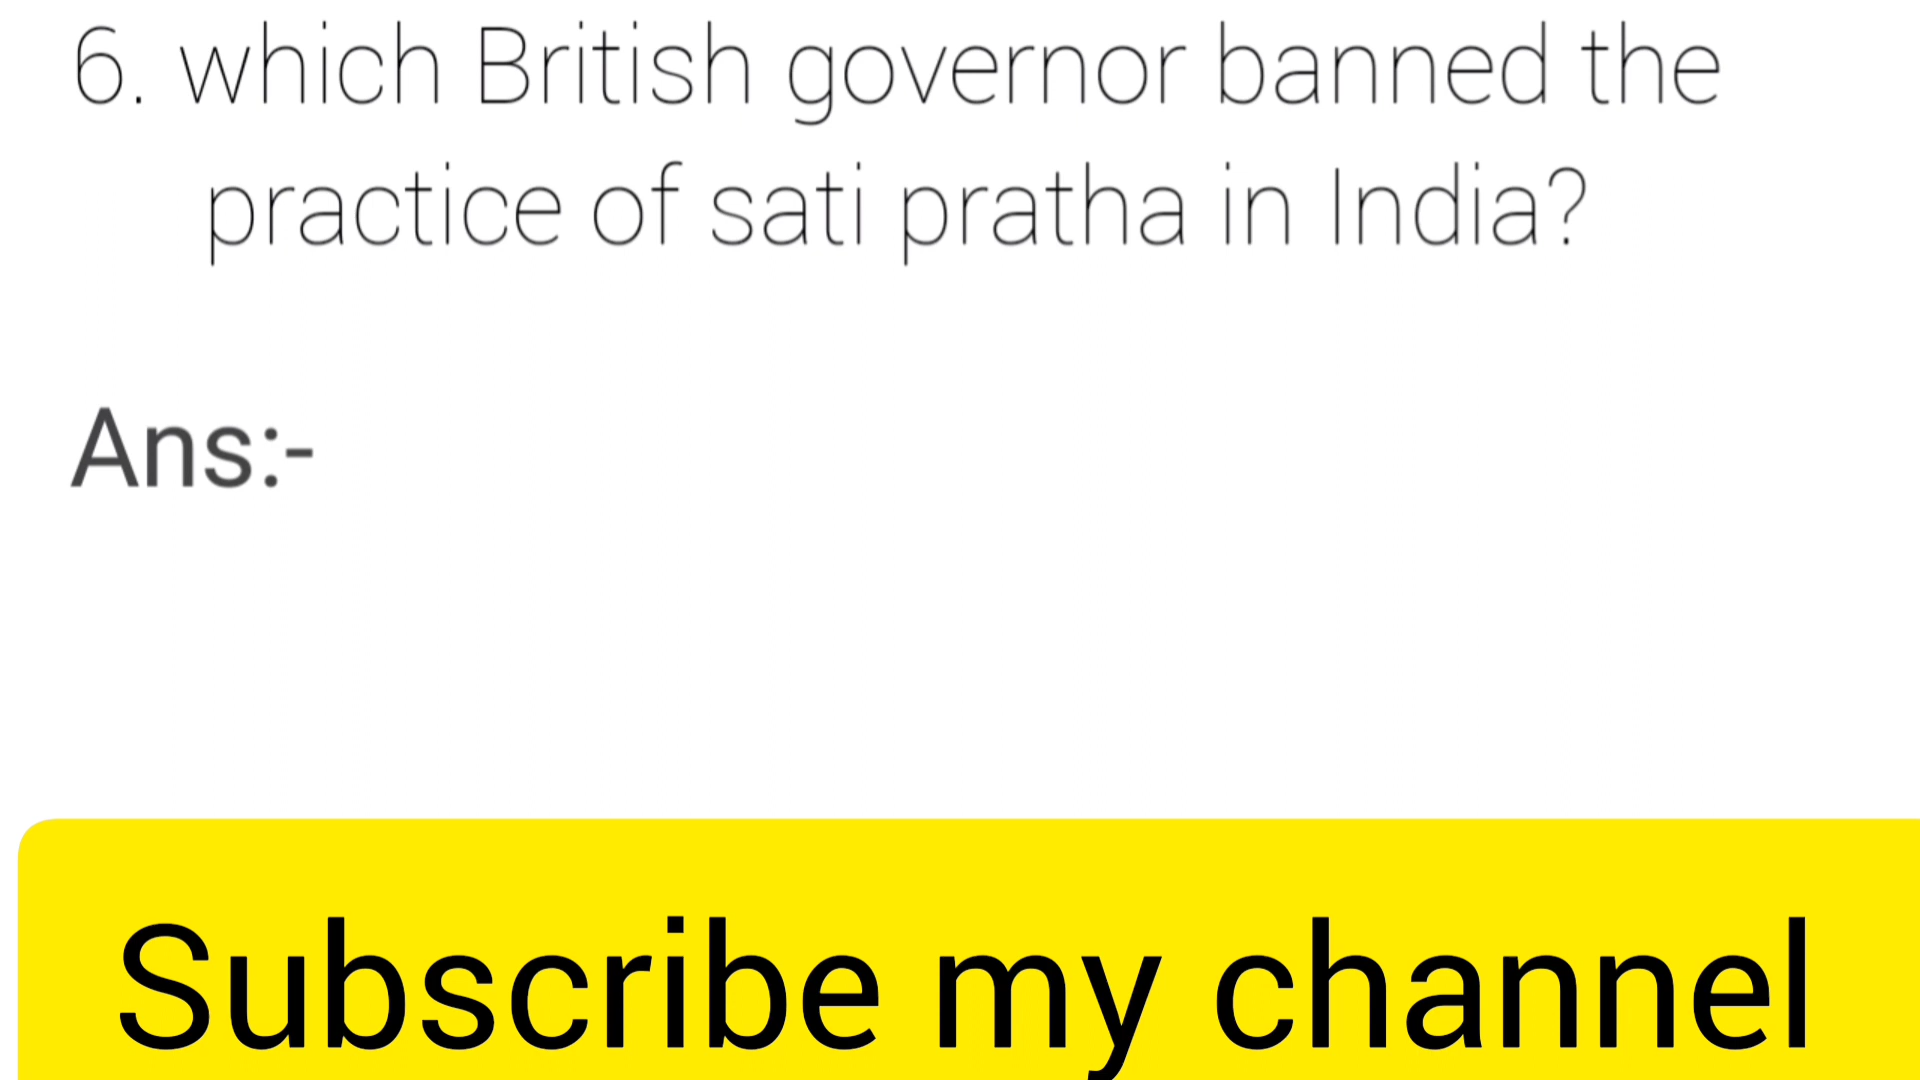 6. which British governor banned the
practice of sati pratha in India?
Ans:-
Subscribe my channel